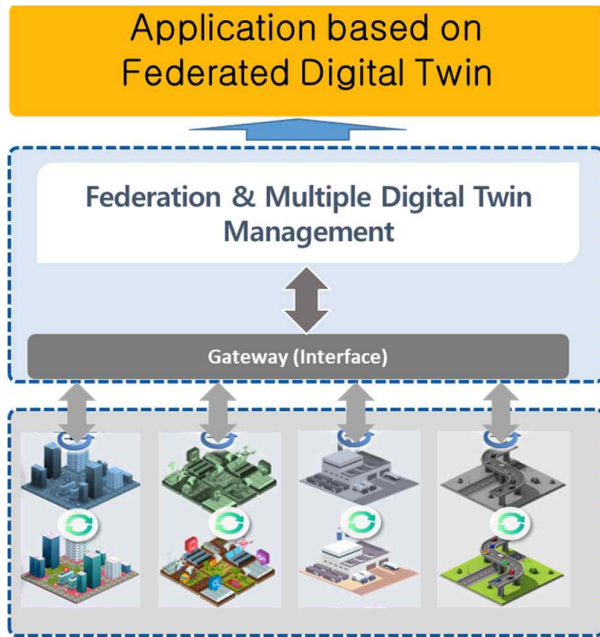 Application based on
Federated Digital Twin
Federation & Multiple Digital Twin
Management
Gateway (Interface)